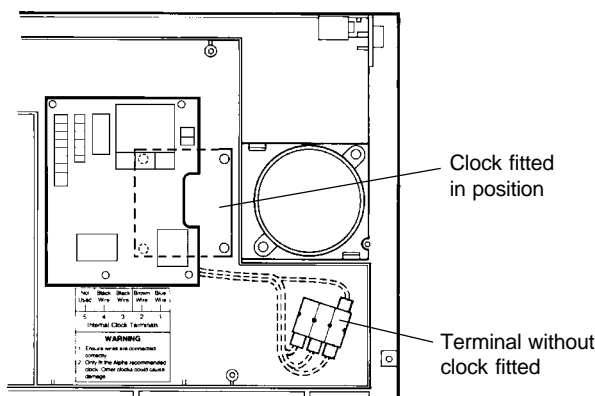 Clock fitted
in position
Not Black Black Brown Blue
Used Wire Wire Wire Wire
5 4 3 2 1
Internal Clock Terminals
WARNING
1 Ensure wires are connected
correctly
2 Only fit the Alpha recommended
clock. Other clocks could cause
damage.
Terminal without
clock fitted